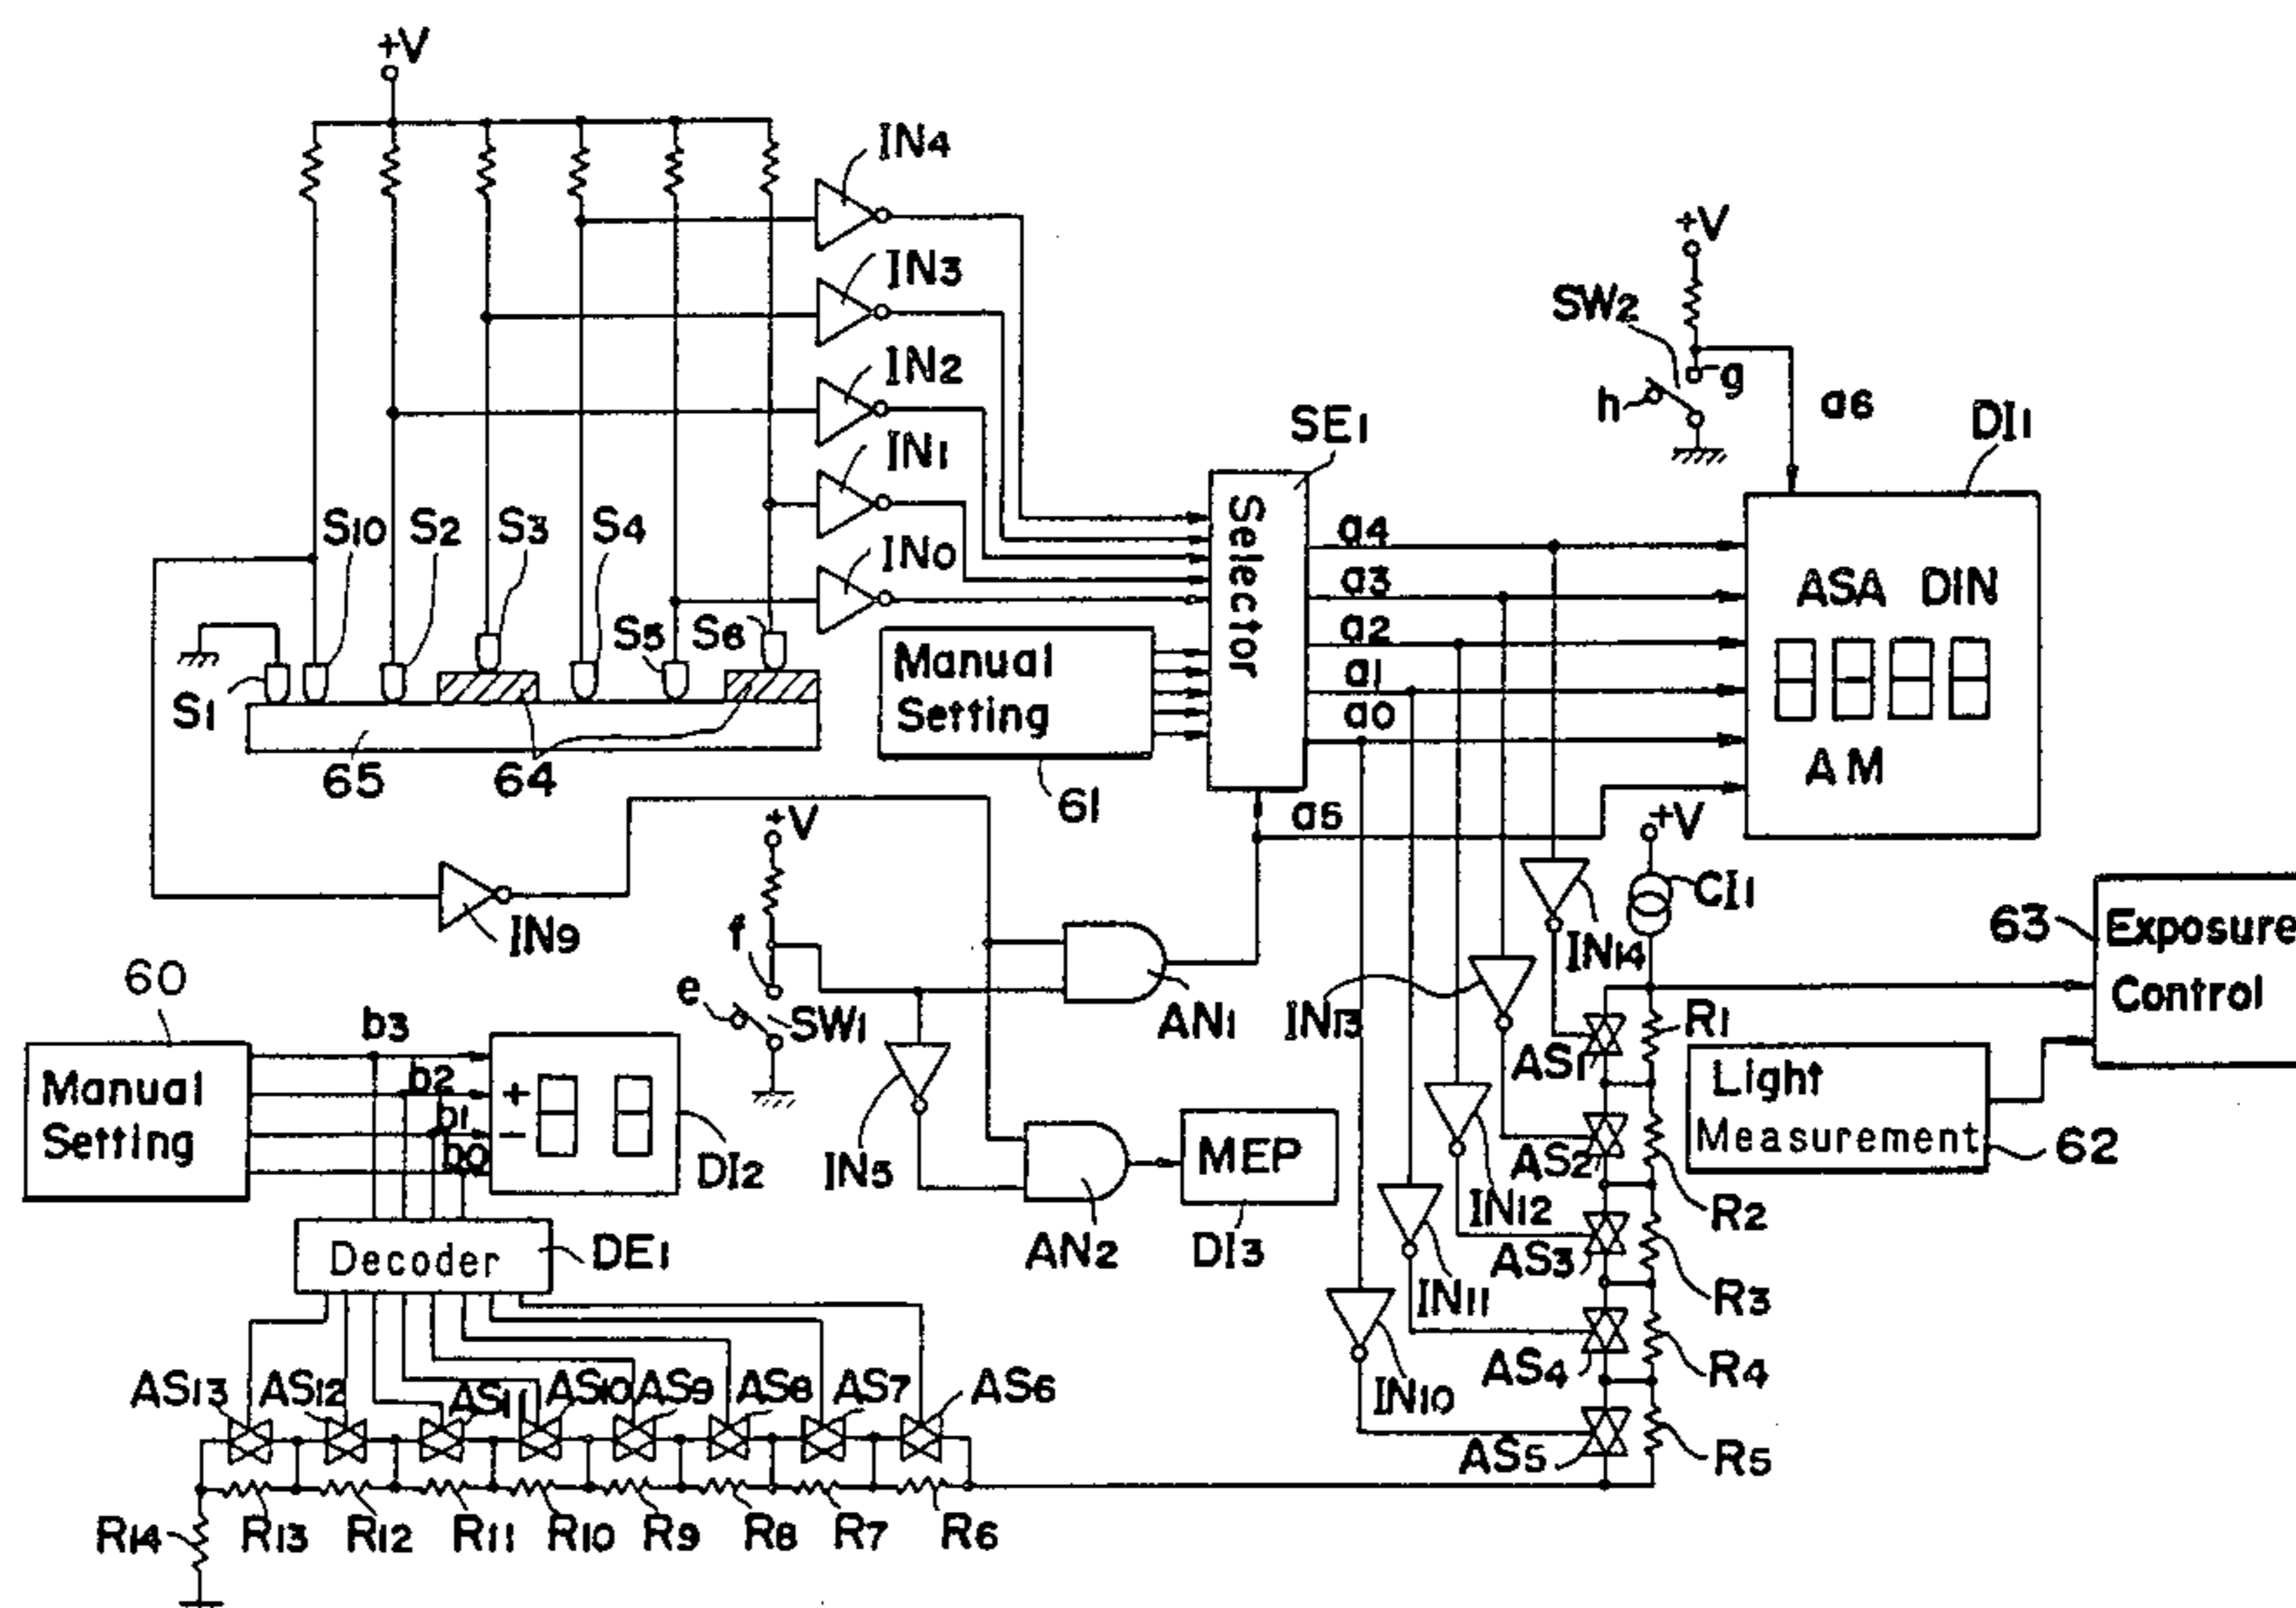 +V
IN4
IN3
+V
SW2
IN2
g
h
a6
DI1
SE1
IN1
S10 S2 S3 S4
IN0
Selector
a4
a3
ASA DIN
S5 S6
a2
Manual
Setting
a1
S1
a0
AM
65 64
61
+V
a5
+V
CI1
IN9
f
63
Exposure
Control
IN14
60
e
SW1
AN1
IN13
R1
b3
AS1
Light
Measurement
Manual
Setting
b2
+
b1
-
b0
DI2
IN5
MEP
AS2
62
IN12
R2
Decoder
DE1
AN2
DI3
AS3
R3
IN11
AS4
R4
AS13 AS12 AS11 AS10 AS9 AS8 AS7 AS6
IN10
AS5
R5
R14 R13 R12 R11 R10 R9 R8 R7 R6